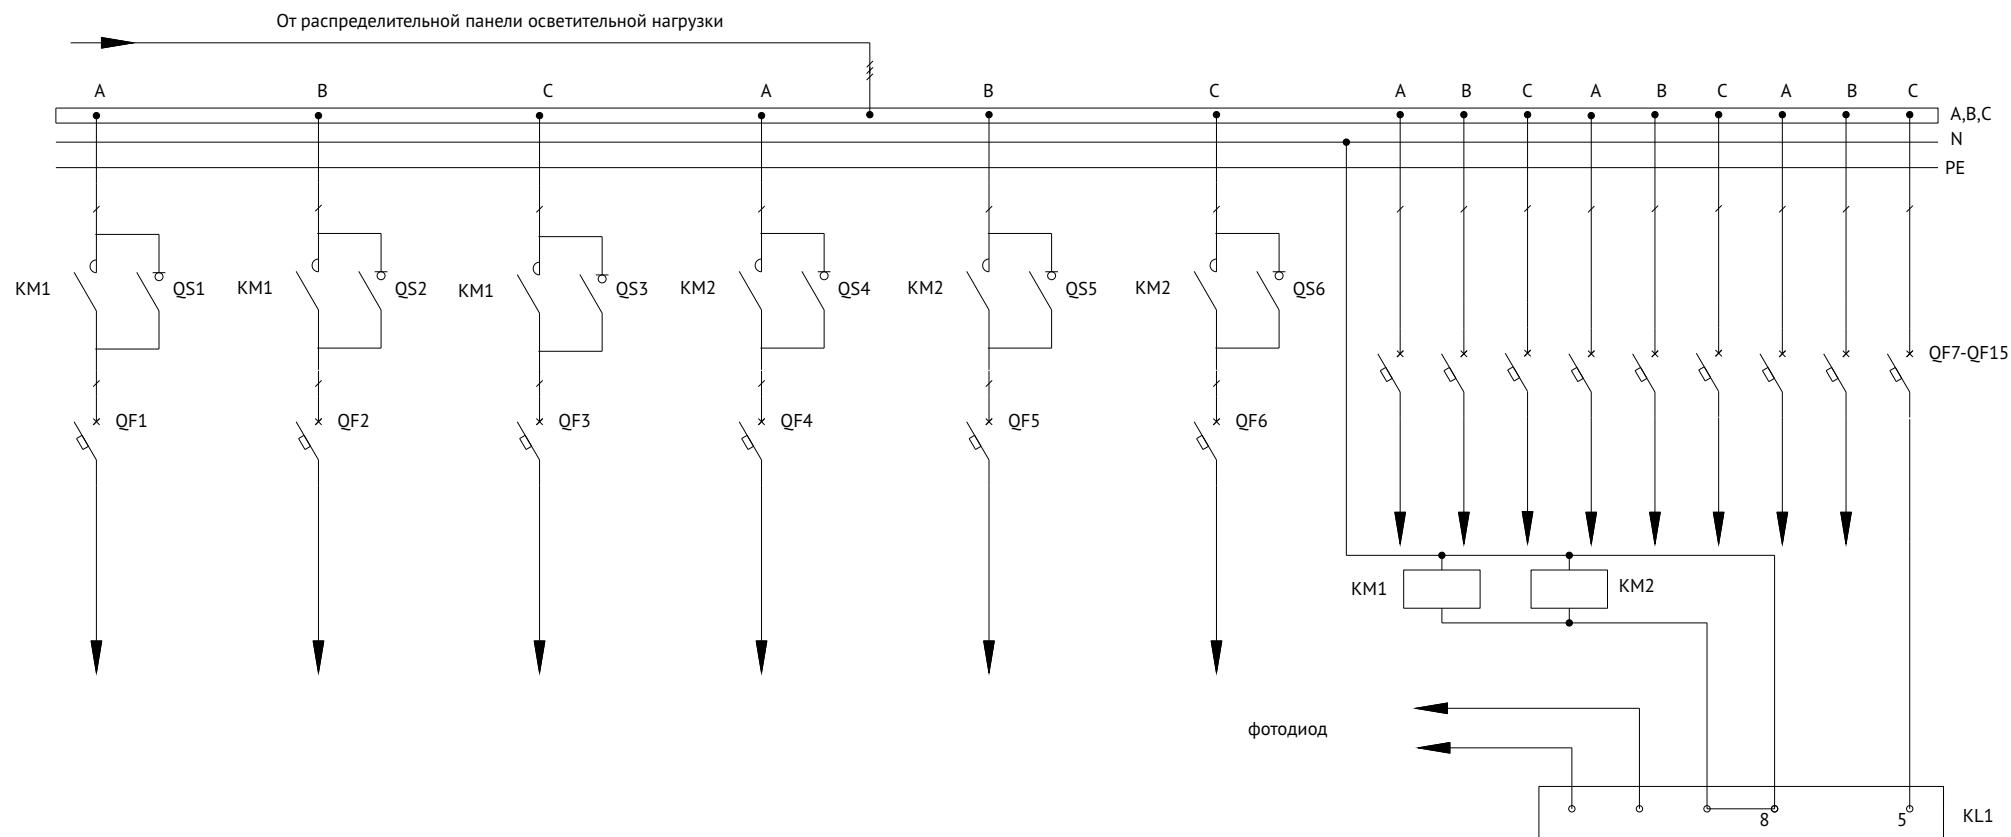 От распределительной панели осветительной нагрузки
A B C A B C A B C A B C A B C
A,B,C
N
PE
KM1 QS1 KM1 QS2 KM1 QS3 KM2 QS4 KM2 QS5 KM2 QS6
QF7-QF15
QF1 QF2 QF3 QF4 QF5 QF6
KM1 KM2
фотодиод
8 5 KL1